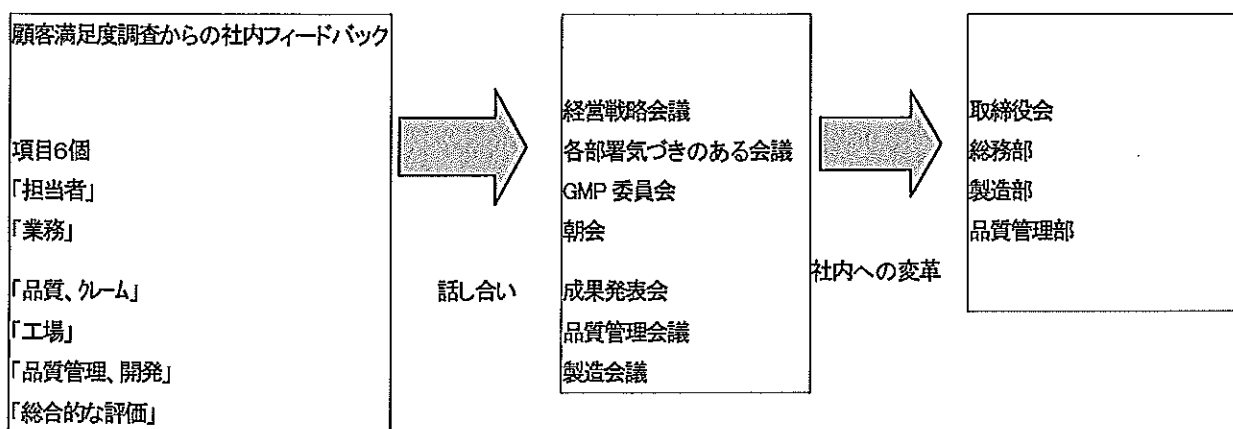 顧客満足度調査からの社内フィードバック
項目6個
「担当者」
「業務」
「品質、クレーム」
「工場」
「品質管理、開発」
「総合的な評価」
話し合い
経営戦略会議
各部署気づきのある会議
GMP 委員会
朝会
成果発表会
品質管理会議
製造会議
社内への変革
取締役会
総務部
製造部
品質管理部